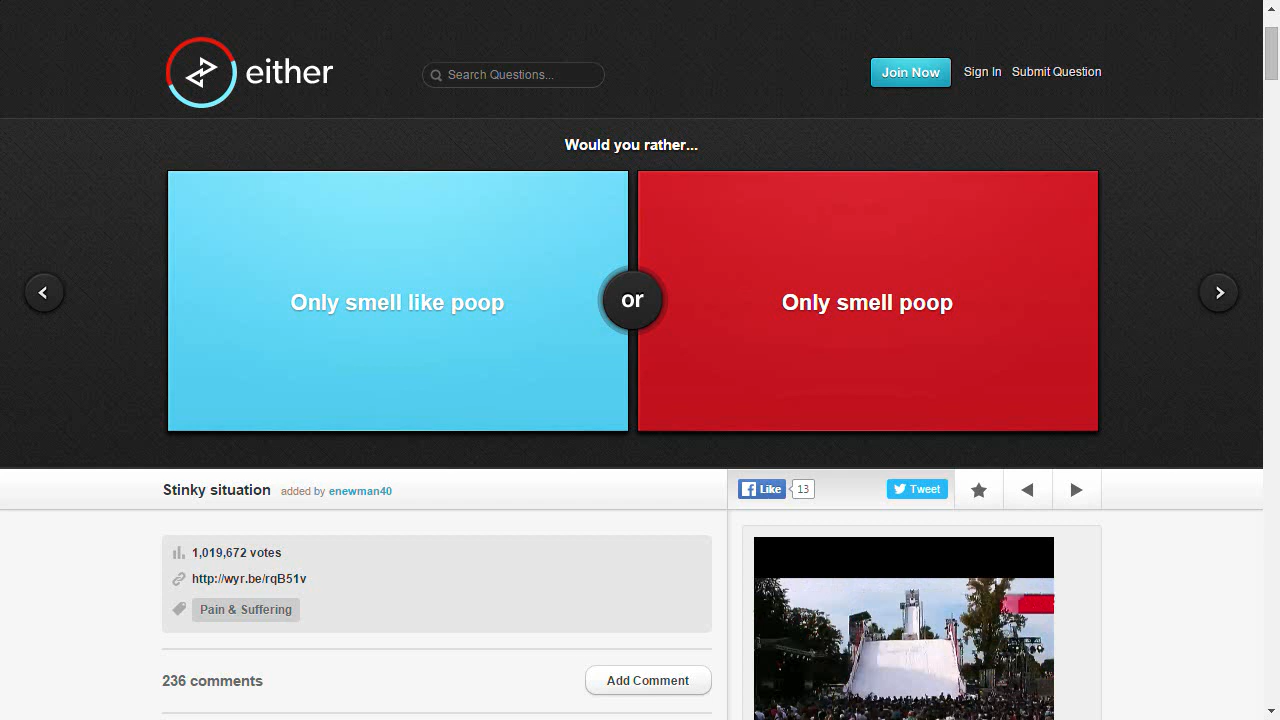 either
Search Questions...
Join Now
Sign In
Submit Question
Would you rather...
Only smell like poop
or
Only smell poop
Stinky situation
added by enewman40
Like
13
Tweet
1,019,672 votes
http://wyr.be/rqB51v
Pain & Suffering
236 comments
Add Comment